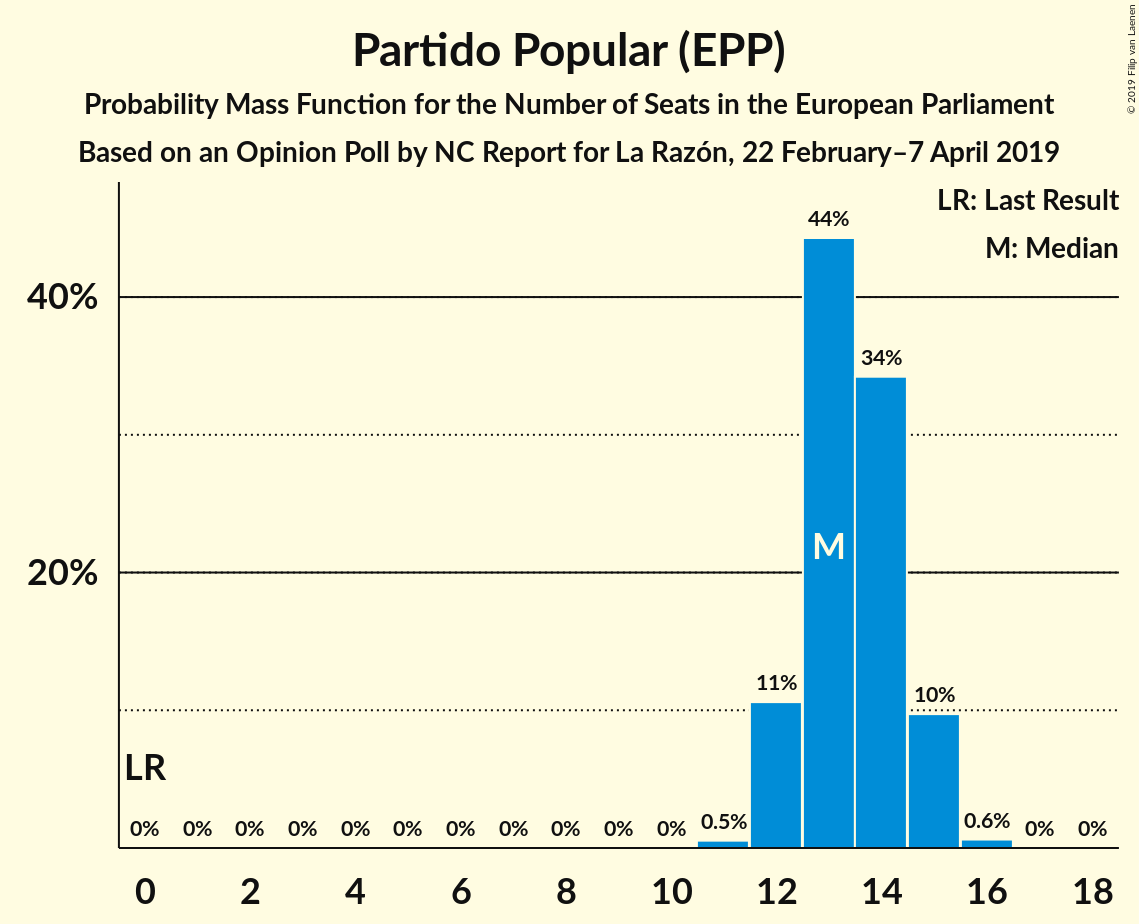 Partido Popular (EPP)
Probability Mass Function for the Number of Seats in the European Parliament
Based on an Opinion Poll by NC Report for La Razón, 22 February–7 April 2019
© 2019 Filip van Laenen
LR: Last Result
M: Median
44%
40%
34%
M
20%
11%
10%
LR
0% 0% 0% 0% 0% 0% 0% 0% 0% 0% 0% 0.5% 0.6% 0% 0%
0 2 4 6 8 10 12 14 16 18